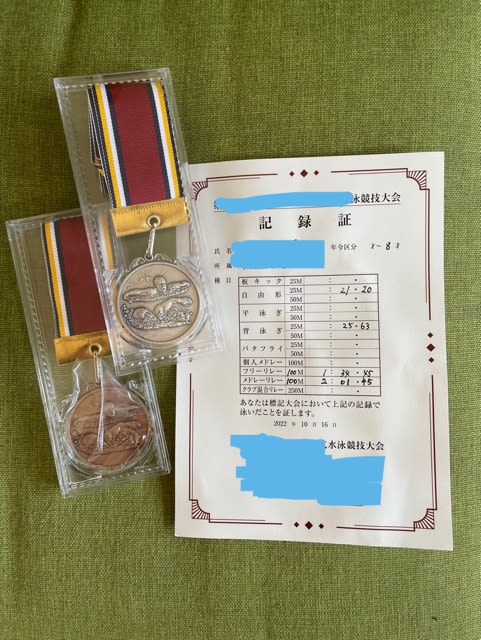 泳競技大会
記録証
氏名 年令区分 才～8才
所属
種目
板キック 25M : ・
自由形 25M : 21・20
50M : ・
平泳ぎ 25M : ・
50M : ・
背泳ぎ 25M : 25・63
50M : ・
バタフライ 25M : ・
50M : ・
個人メドレー 100M : ・
フリーリレー 100M 1 : 34・45
メドレーリレー 100M 2 : 01・45
クラブ混合リレー 250M : ・
あなたは標記大会において上記の記録で
泳いだことを証します。
2022年10月16日
水泳競技大会